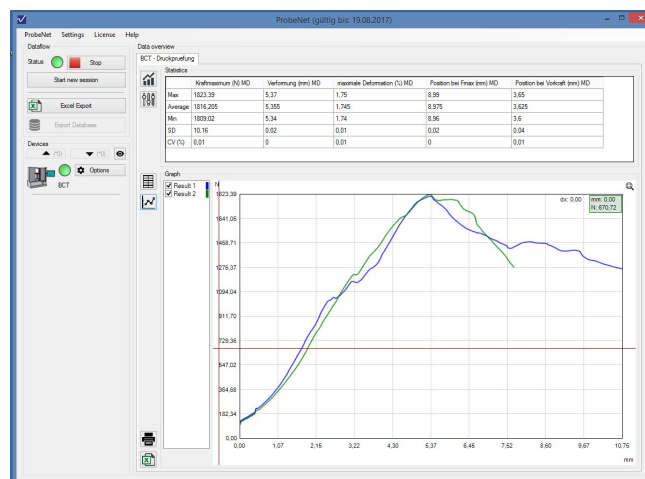 ProbeNet (gültig bis: 19.08.2017)
ProbeNet Settings License Help
Dataflow
Status Stop
Start new session
Excel Export
Export Database
Devices
(^0) (^0)
Options
BCT
Data overview
BCT - Druckpruefung
Statistics
Kraftmaximum (N) MD Verformung (mm) MD maximale Deformation (%) MD Position bei Fmax (mm) MD Position bei Vorkraft (mm) MD
Max 1823,39 5,37 1,75 8,99 3,65
Average 1816,205 5,355 1,745 8,975 3,625
Min 1809,02 5,34 1,74 8,96 3,6
SD 10,16 0,02 0,01 0,02 0,04
CV (%) 0,01 0 0,01 0 0,01
Graph
Result 1
Result 2
N
dx: 0,00 mm: 0,00
N: 670,72
1823,39
1641,05
1458,71
1276,37
1094,04
911,70
729,36
547,02
364,68
182,34
0,00
0,00 1,07 2,15 3,22 4,30 5,37 6,45 7,52 8,60 9,67 10,75
mm